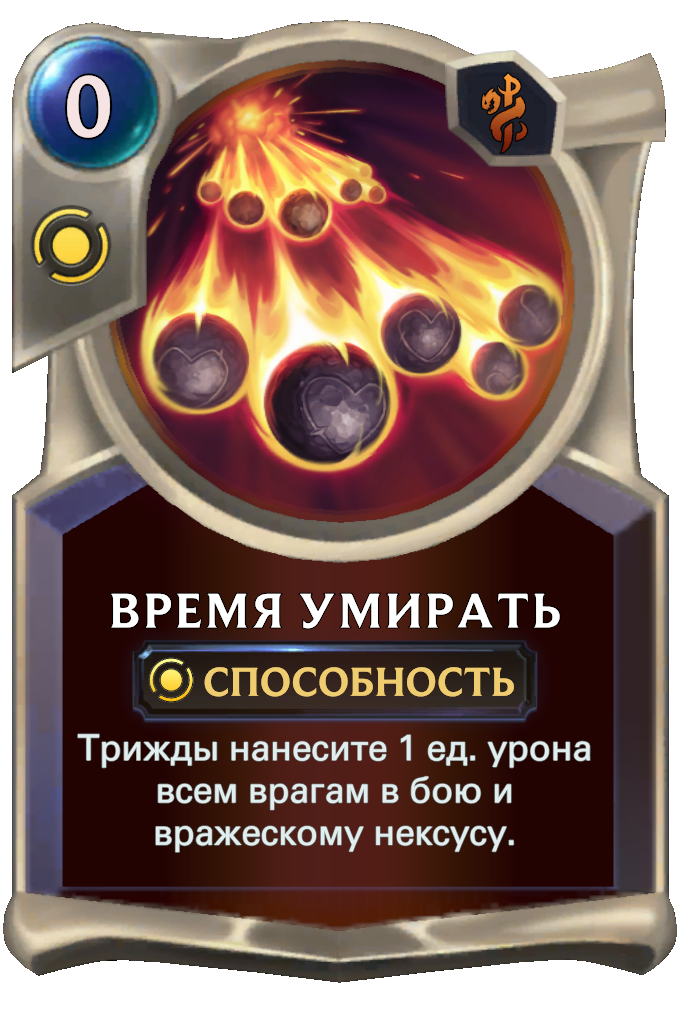 0
ВРЕМЯ УМИРАТЬ
СПОСОБНОСТЬ
Трижды нанесите 1 ед. урона
всем врагам в бою и
вражескому нексусу.